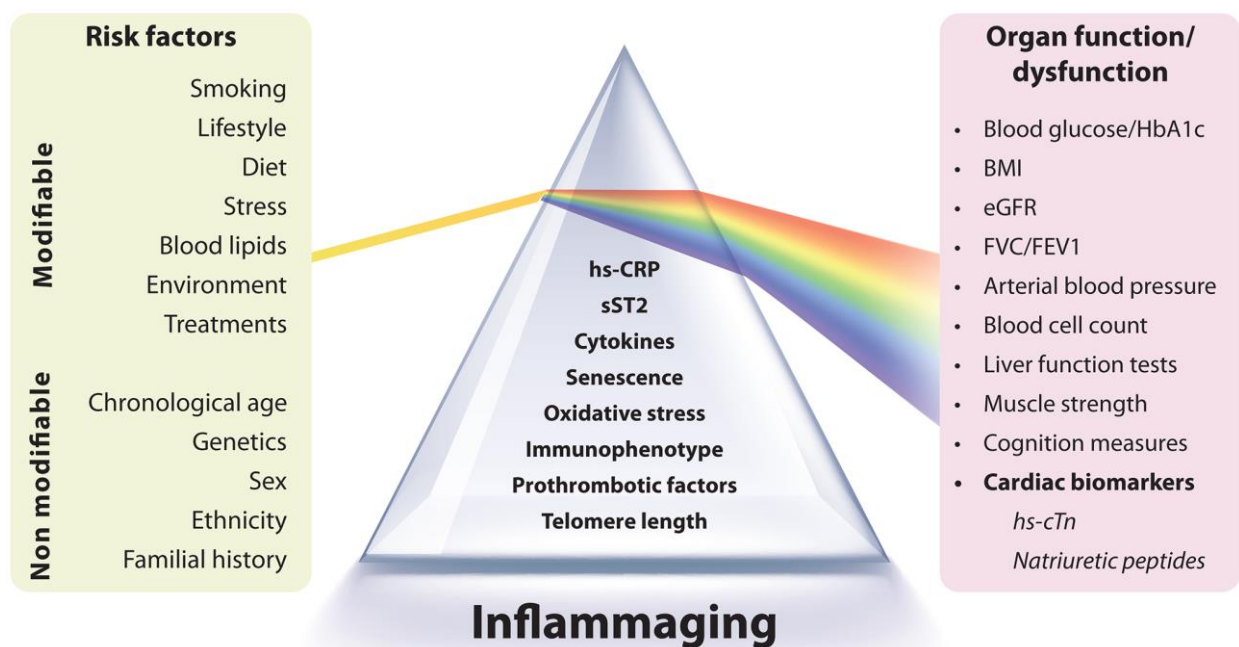 Risk factors
Modifiable
Smoking
Lifestyle
Diet
Stress
Blood lipids
Environment
Treatments
Non modifiable
Chronological age
Genetics
Sex
Ethnicity
Familial history
hs-CRP
sST2
Cytokines
Senescence
Oxidative stress
Immunophenotype
Prothrombotic factors
Telomere length
Inflammaging
Organ function/
dysfunction
• Blood glucose/HbA1c
• BMI
• eGFR
• FVC/FEV1
• Arterial blood pressure
• Blood cell count
• Liver function tests
• Muscle strength
• Cognition measures
• Cardiac biomarkers
hs-cTn
Natriuretic peptides